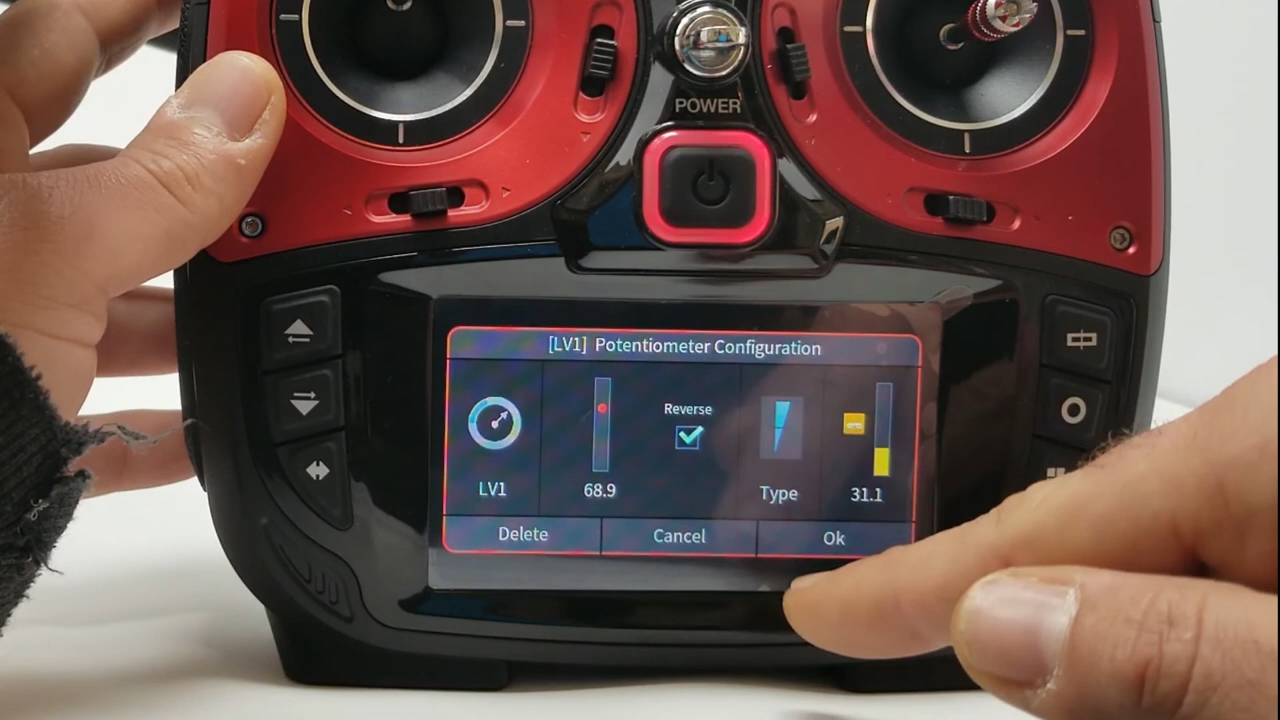 POWER
[LV1] Potentiometer Configuration
Reverse
LV1
68.9
Type
31.1
Delete
Cancel
Ok